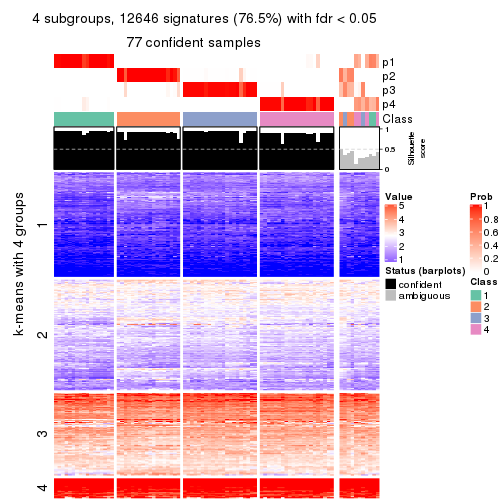 4 subgroups, 12646 signatures (76.5%) with fdr < 0.05
77 confident samples
p1
p2
p3
p4
Class
1
0.5
0
Silhouette
score
k-means with 4 groups
1
2
3
4
Value
5
4
3
2
1
Status (barplots)
confident
ambiguous
Prob
1
0.8
0.6
0.4
0.2
0
Class
1
2
3
4